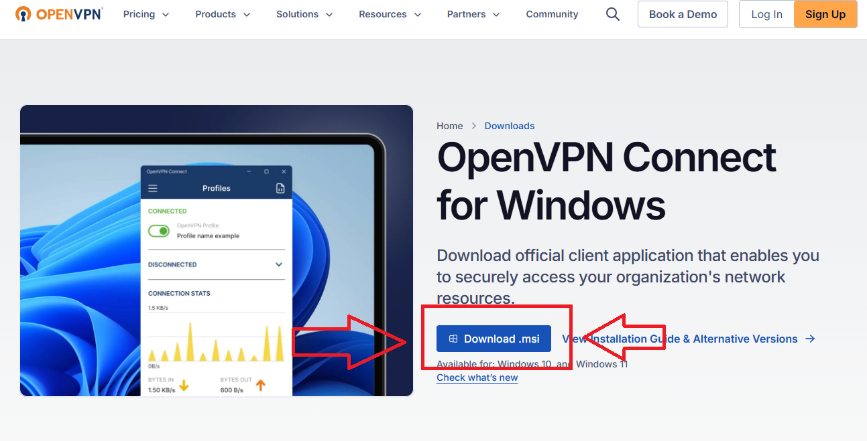 OPENVPN
Pricing
Products
Solutions
Resources
Partners
Community
Book a Demo
Log In
Sign Up
OpenVPN Connect
Profiles
CONNECTED
OpenVPN Profile
Profile name example
DISCONNECTED
CONNECTION STATS
1.5 KB/s
0B/s
BYTES IN
1.50 KB/s
BYTES OUT
600 B/s
Home > Downloads
OpenVPN Connect
for Windows
Download official client application that enables you
to securely access your organization's network
resources.
Download .msi
View Installation Guide & Alternative Versions →
Available for: Windows 10, and Windows 11
Check what's new